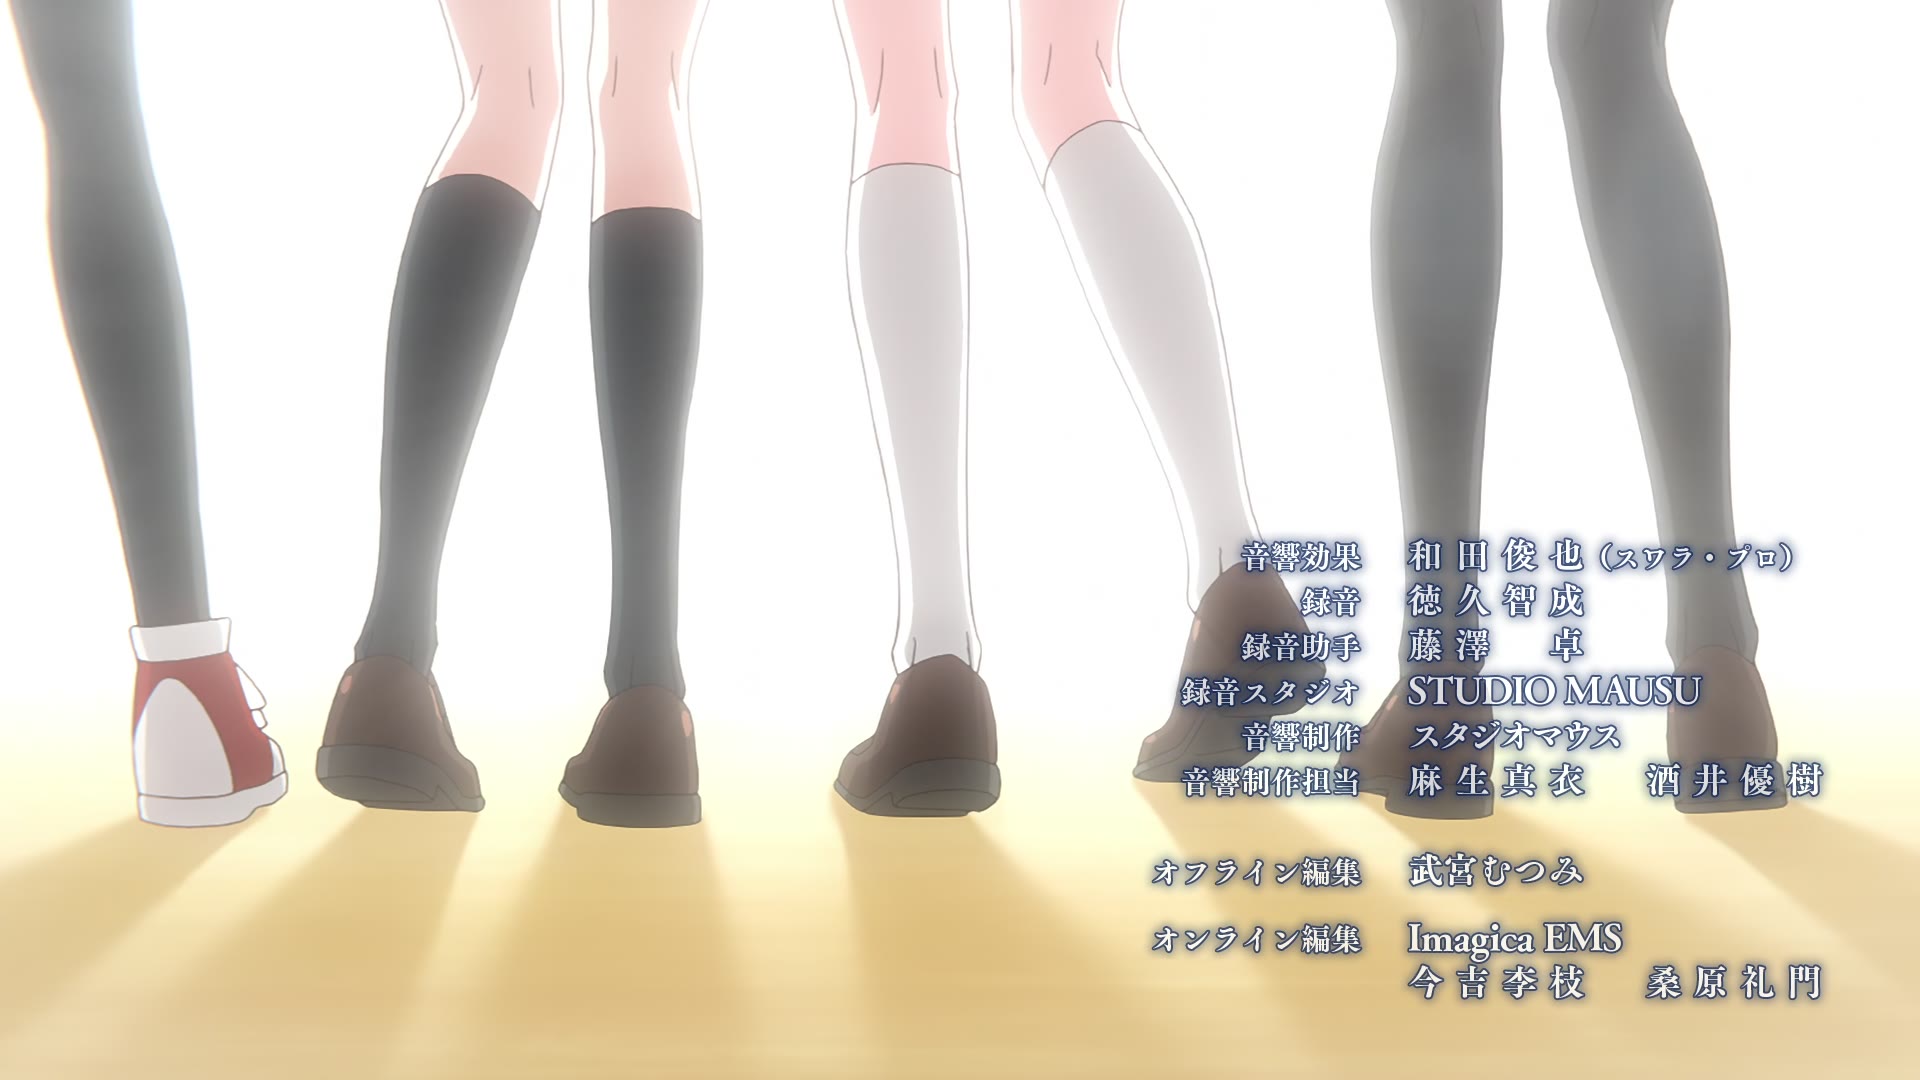 音響効果 和田俊也（スワラ・プロ）
録音 徳久智成
録音助手 藤澤 卓
録音スタジオ STUDIO MAUSU
音響制作 スタジオマウス
音響制作担当 麻生真衣 酒井優樹
オフライン編集 武宮むつみ
オンライン編集 Imagica EMS
今吉李枝 桑原礼門